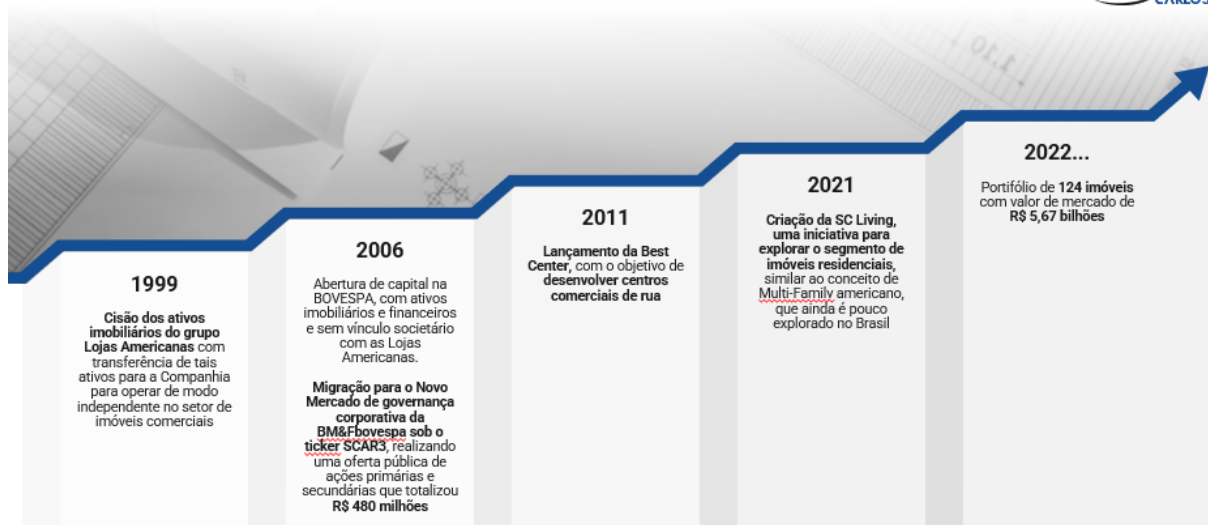 CARLOS
1.10
1999
Cisão dos ativos
imobiliários do grupo
Lojas Americanas com
transferência de tais
ativos para a Companhia
para operar de modo
independente no setor de
imóveis comerciais
2006
Abertura de capital na
BOVESPA, com ativos
imobiliários e financeiros
e sem vínculo societário
com as Lojas
Americanas.
Migração para o Novo
Mercado de governança
corporativa da
BM&Fbovespa sob o
ticker SCAR3, realizando
uma oferta pública de
ações primárias e
secundárias que totalizou
R$ 480 milhões
2011
Lançamento da Best
Center, com o objetivo de
desenvolver centros
comerciais de rua
2021
Criação da SC Living,
uma iniciativa para
explorar o segmento de
imóveis residenciais,
similar ao conceito de
Multi-Family americano,
que ainda é pouco
explorado no Brasil
2022...
Portifólio de 124 imóveis
com valor de mercado de
R$ 5,67 bilhões